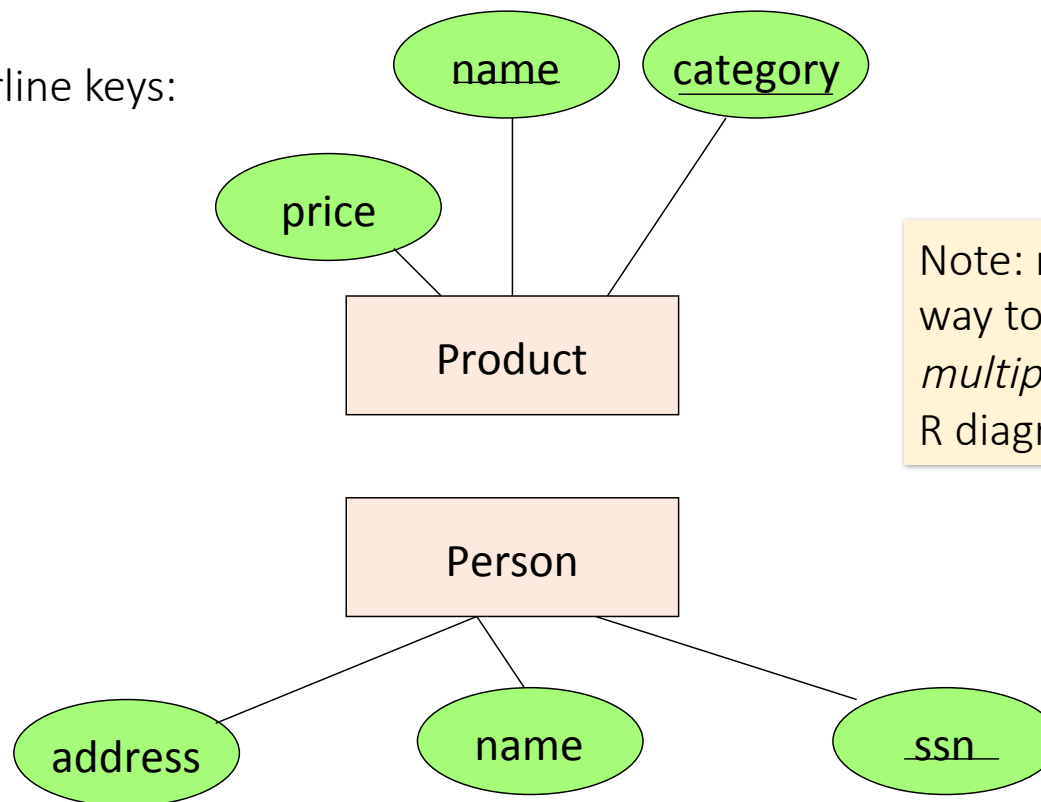 rline keys:
name
category
price
Note:
way to
multip
R diagr
Product
Person
address
name
ssn